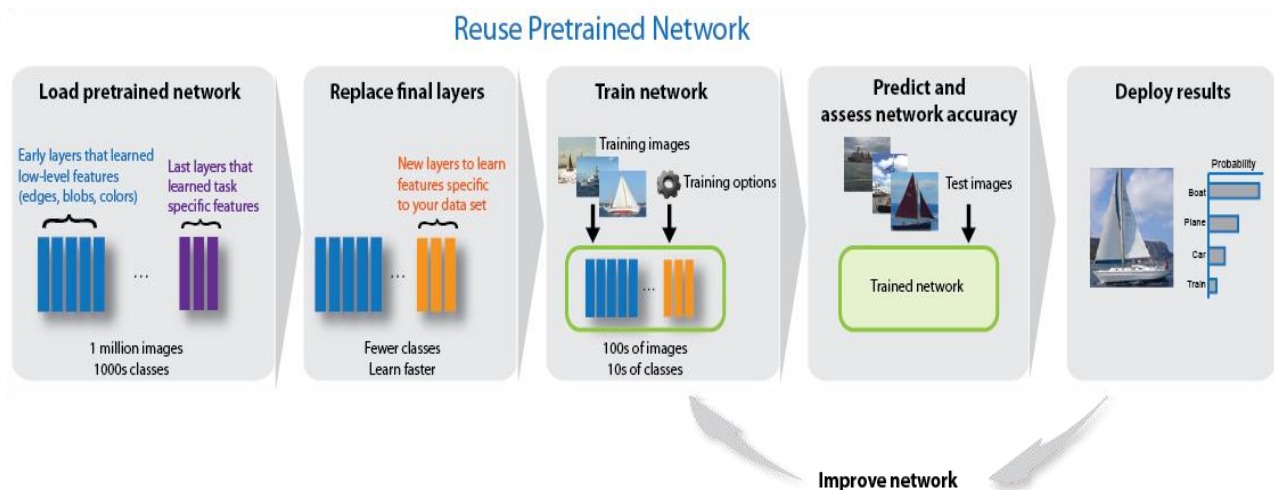 Reuse Pretrained Network
Load pretrained network
Early layers that learned
low-level features
(edges, blobs, colors)
Last layers that
learned task
specific features
...
1 million images
1000s classes
Replace final layers
New layers to learn
features specific
to your data set
...
Fewer classes
Learn faster
Train network
Training images
Training options
...
100s of images
10s of classes
Predict and
assess network accuracy
Test images
Trained network
Deploy results
Probability
Boat
Plane
Car
Train
Improve network